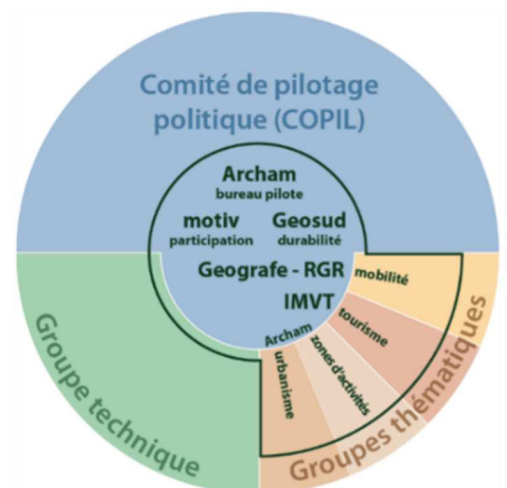 Comité de pilotage
politique (COPIL)
Archam
bureau pilote
motiv
participation
Geosud
durabilité
Geografe - RGR
IMVT
mobilité
tourisme
zones d'activités
Archam
urbanisme
Groupe technique
Groupes thématiques